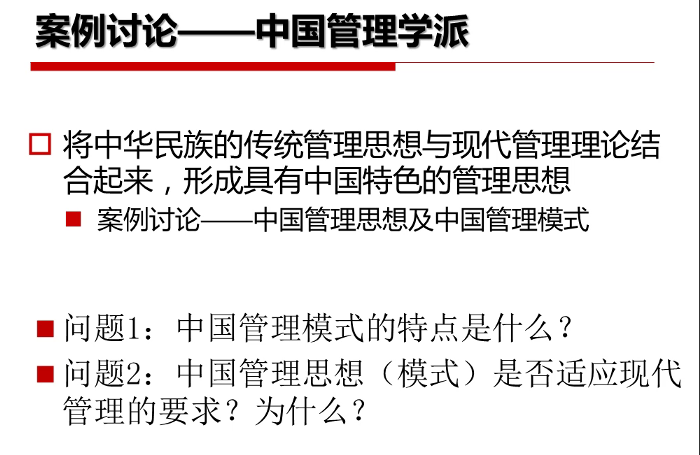 案例讨论——中国管理学派
将中华民族的传统管理思想与现代管理理论结
合起来，形成具有中国特色的管理思想
案例讨论——中国管理思想及中国管理模式
问题1：中国管理模式的特点是什么？
问题2：中国管理思想（模式）是否适应现代
管理的要求？为什么？